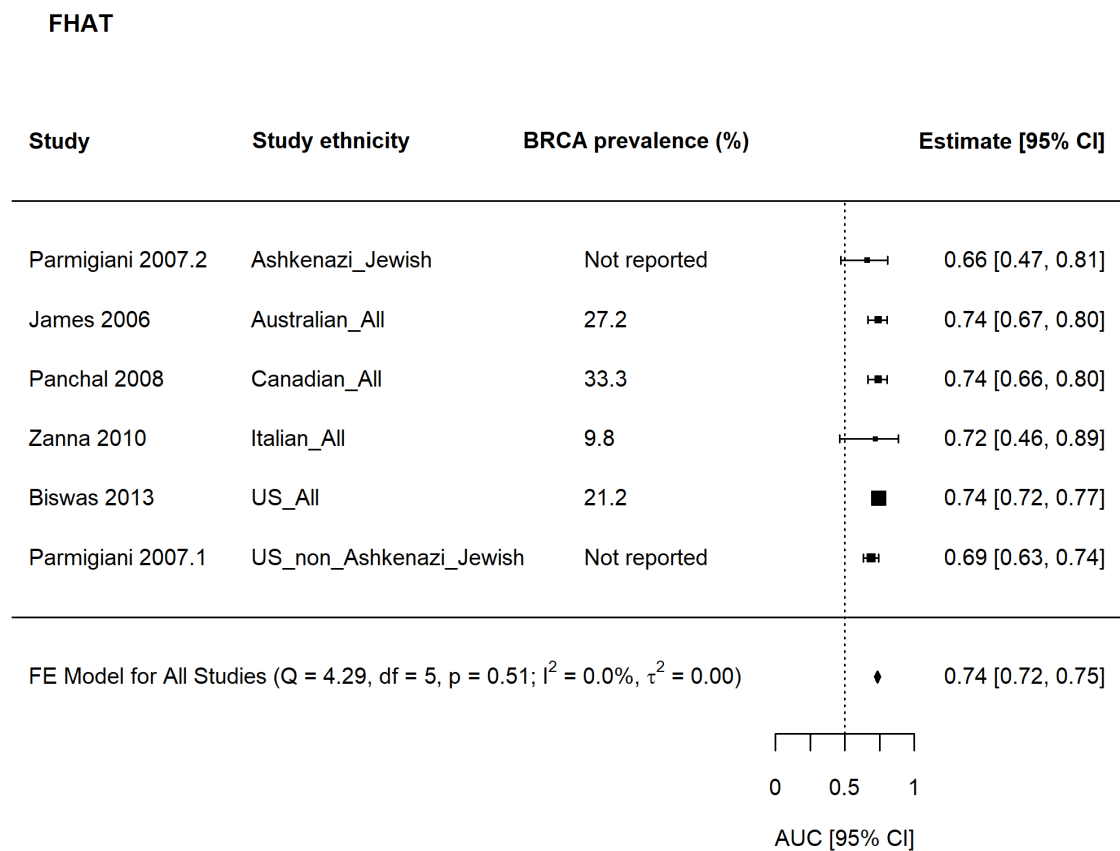 FHAT
Study Study ethnicity BRCA prevalence (%) Estimate [95% CI]
Parmigiani 2007.2 Ashkenazi_Jewish Not reported 0.66 [0.47, 0.81]
James 2006 Australian_All 27.2 0.74 [0.67, 0.80]
Panchal 2008 Canadian_All 33.3 0.74 [0.66, 0.80]
Zanna 2010 Italian_All 9.8 0.72 [0.46, 0.89]
Biswas 2013 US_All 21.2 0.74 [0.72, 0.77]
Parmigiani 2007.1 US_non_Ashkenazi_Jewish Not reported 0.69 [0.63, 0.74]
FE Model for All Studies (Q = 4.29, df = 5, p = 0.51; I² = 0.0%, τ² = 0.00) 0.74 [0.72, 0.75]
0 0.5 1
AUC [95% CI]